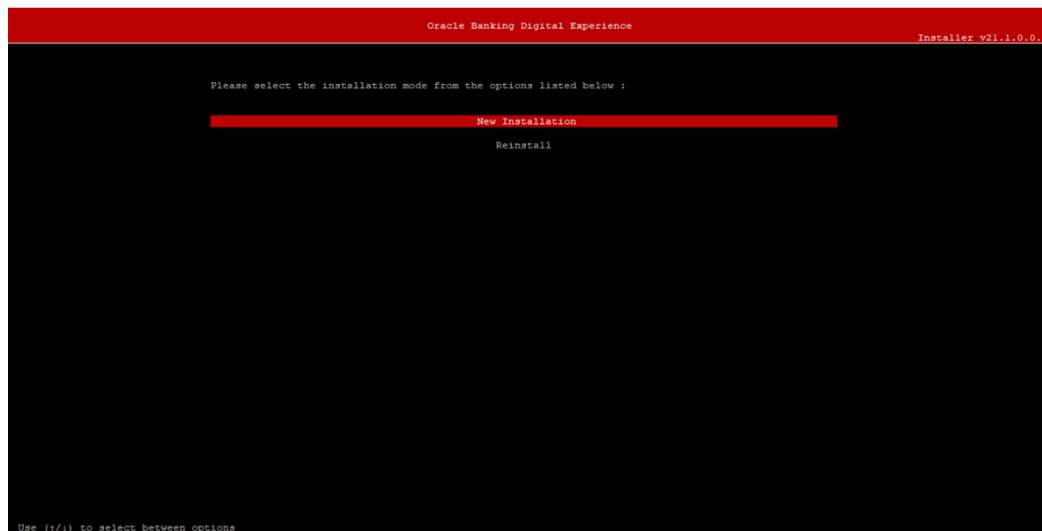 Oracle Banking Digital Experience
Installer v21.1.0.0.
Please select the installation mode from the options listed below :
New Installation
Reinstall
Use (↑/↓) to select between options